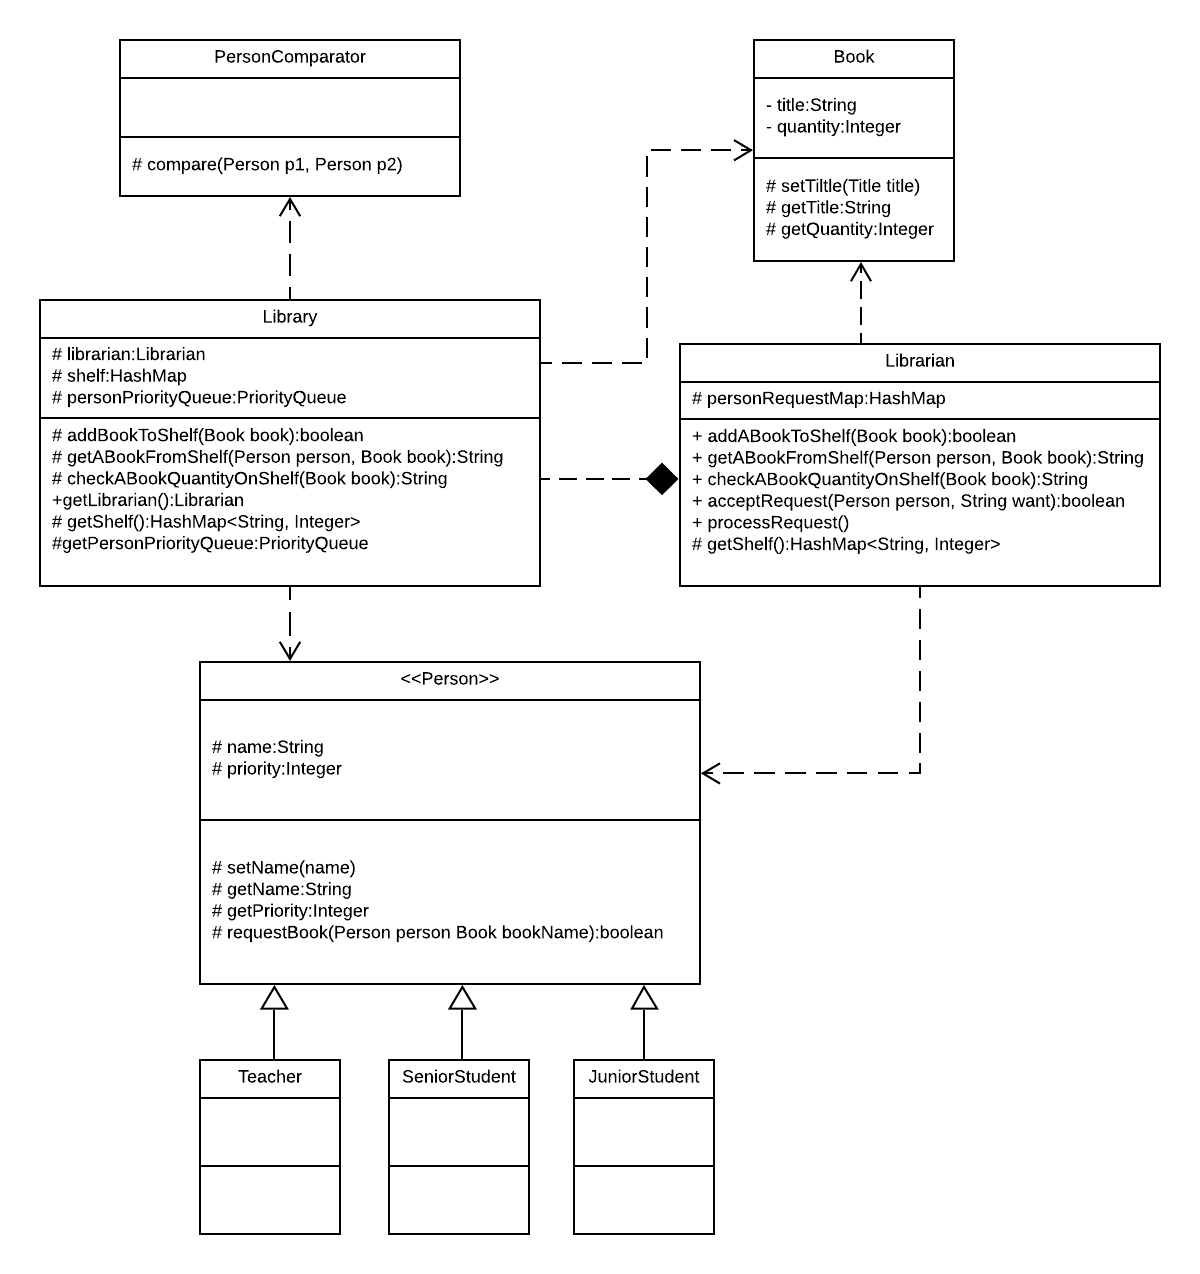 PersonComparator
# compare(Person p1, Person p2)
Book
- title:String
- quantity:Integer
# setTiltle(Title title)
# getTitle:String
# getQuantity:Integer
Library
# librarian:Librarian
# shelf:HashMap
# personPriorityQueue:PriorityQueue
# addBookToShelf(Book book):boolean
# getABookFromShelf(Person person, Book book):String
# checkABookQuantityOnShelf(Book book):String
+getLibrarian():Librarian
# getShelf():HashMap<String, Integer>
#getPersonPriorityQueue:PriorityQueue
Librarian
# personRequestMap:HashMap
+ addABookToShelf(Book book):boolean
+ getABookFromShelf(Person person, Book book):String
+ checkABookQuantityOnShelf(Book book):String
+ acceptRequest(Person person, String want):boolean
+ processRequest()
# getShelf():HashMap<String, Integer>
<<Person>>
# name:String
# priority:Integer
# setName(name)
# getName:String
# getPriority:Integer
# requestBook(Person person Book bookName):boolean
Teacher
SeniorStudent
JuniorStudent